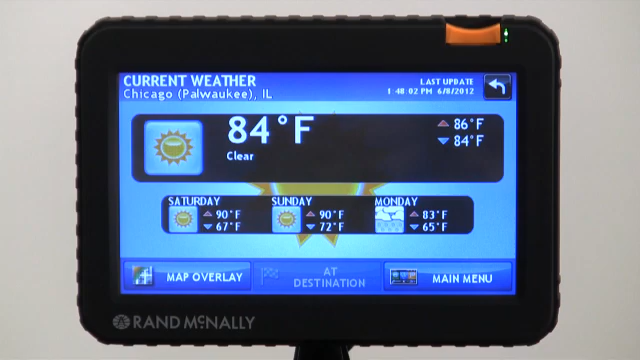 CURRENT WEATHER
Chicago (Palwaukee), IL
LAST UPDATE
1:48:02 PM 6/8/2012
84°F
Clear
86°F
84°F
SATURDAY
90°F
67°F
SUNDAY
90°F
72°F
MONDAY
83°F
65°F
MAP OVERLAY
AT
DESTINATION
MAIN MENU
RAND McNALLY